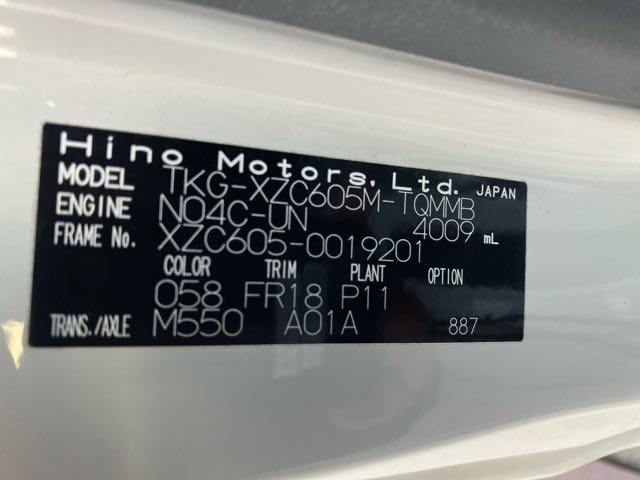 Hino Motors, Ltd. JAPAN
MODEL TKG-XZC605M-TQMMB
ENGINE N04C-UN 4009 mL
FRAME No. XZC605-0019201
COLOR TRIM PLANT OPTION
058 FR18 P11
TRANS./AXLE M550 A01A 887